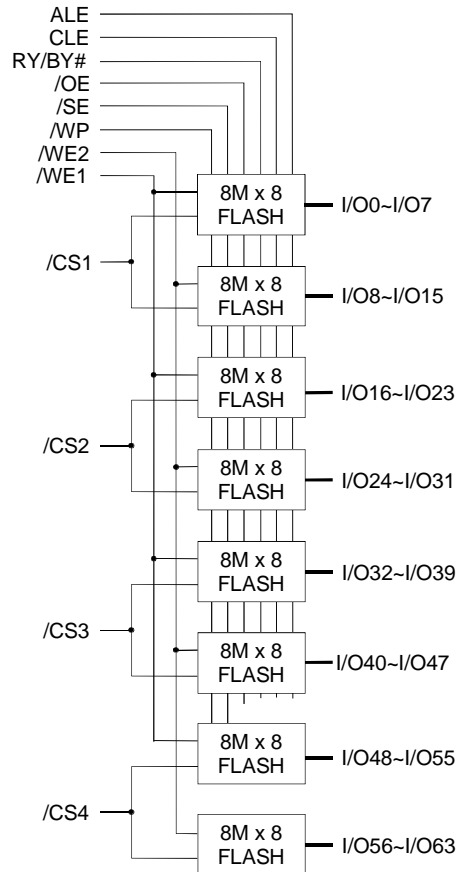 ALE
CLE
RY/BY#
/OE
/SE
/WP
/WE2
/WE1
8M x 8
FLASH
I/O0~I/O7
/CS1
8M x 8
FLASH
I/O8~I/O15
8M x 8
FLASH
I/O16~I/O23
/CS2
8M x 8
FLASH
I/O24~I/O31
8M x 8
FLASH
I/O32~I/O39
/CS3
8M x 8
FLASH
I/O40~I/O47
8M x 8
FLASH
I/O48~I/O55
/CS4
8M x 8
FLASH
I/O56~I/O63